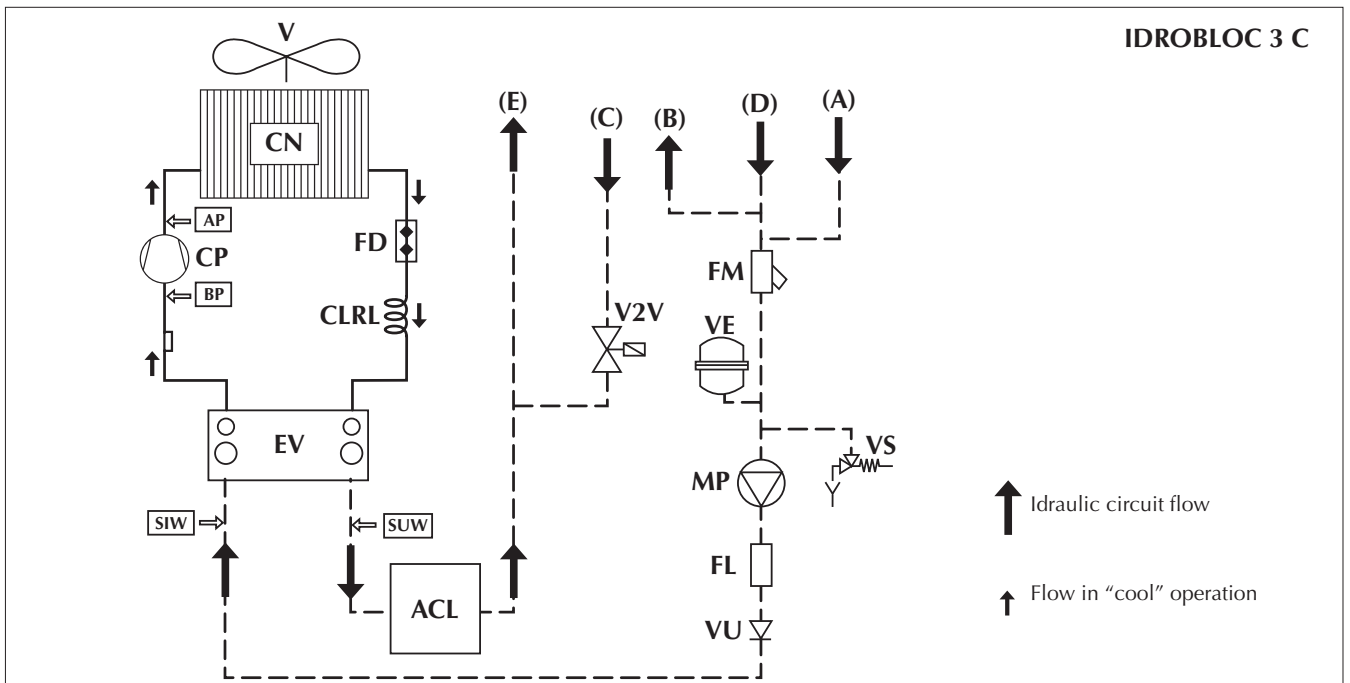 IDROBLOC 3 C
V
(E)
(C)
(B)
(D)
(A)
CN
AP
CP
FD
FM
BP
CLRL
V2V
VE
EV
VS
MP
SIW
SUW
Idraulic circuit flow
FL
ACL
Flow in “cool” operation
VU